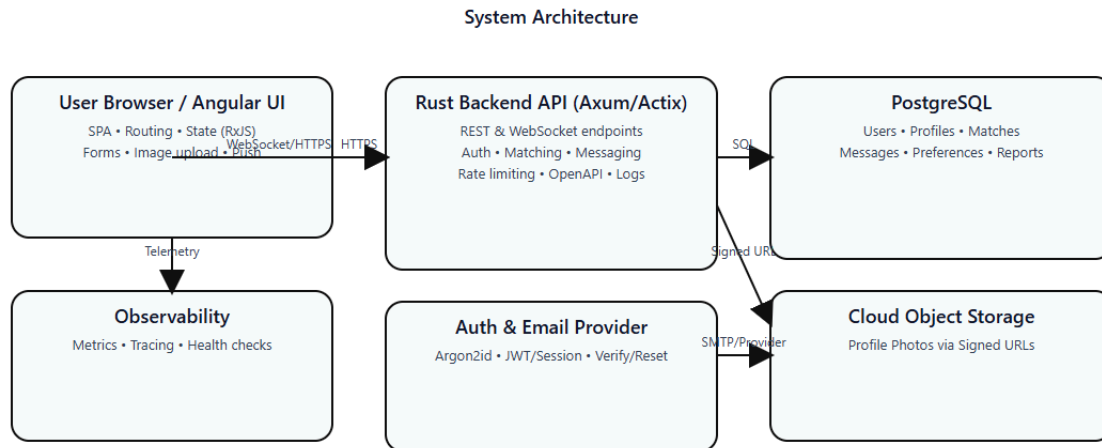 System Architecture
User Browser / Angular UI
SPA • Routing • State (RxJS)
Forms • Image upload • Push
WebSocket/HTTPS
HTTPS
Rust Backend API (Axum/Actix)
REST & WebSocket endpoints
Auth • Matching • Messaging
Rate limiting • OpenAPI • Logs
SQL
PostgreSQL
Users • Profiles • Matches
Messages • Preferences • Reports
Telemetry
Signed URL
Observability
Metrics • Tracing • Health checks
Auth & Email Provider
Argon2id • JWT/Session • Verify/Reset
SMTP/Provider
Cloud Object Storage
Profile Photos via Signed URLs